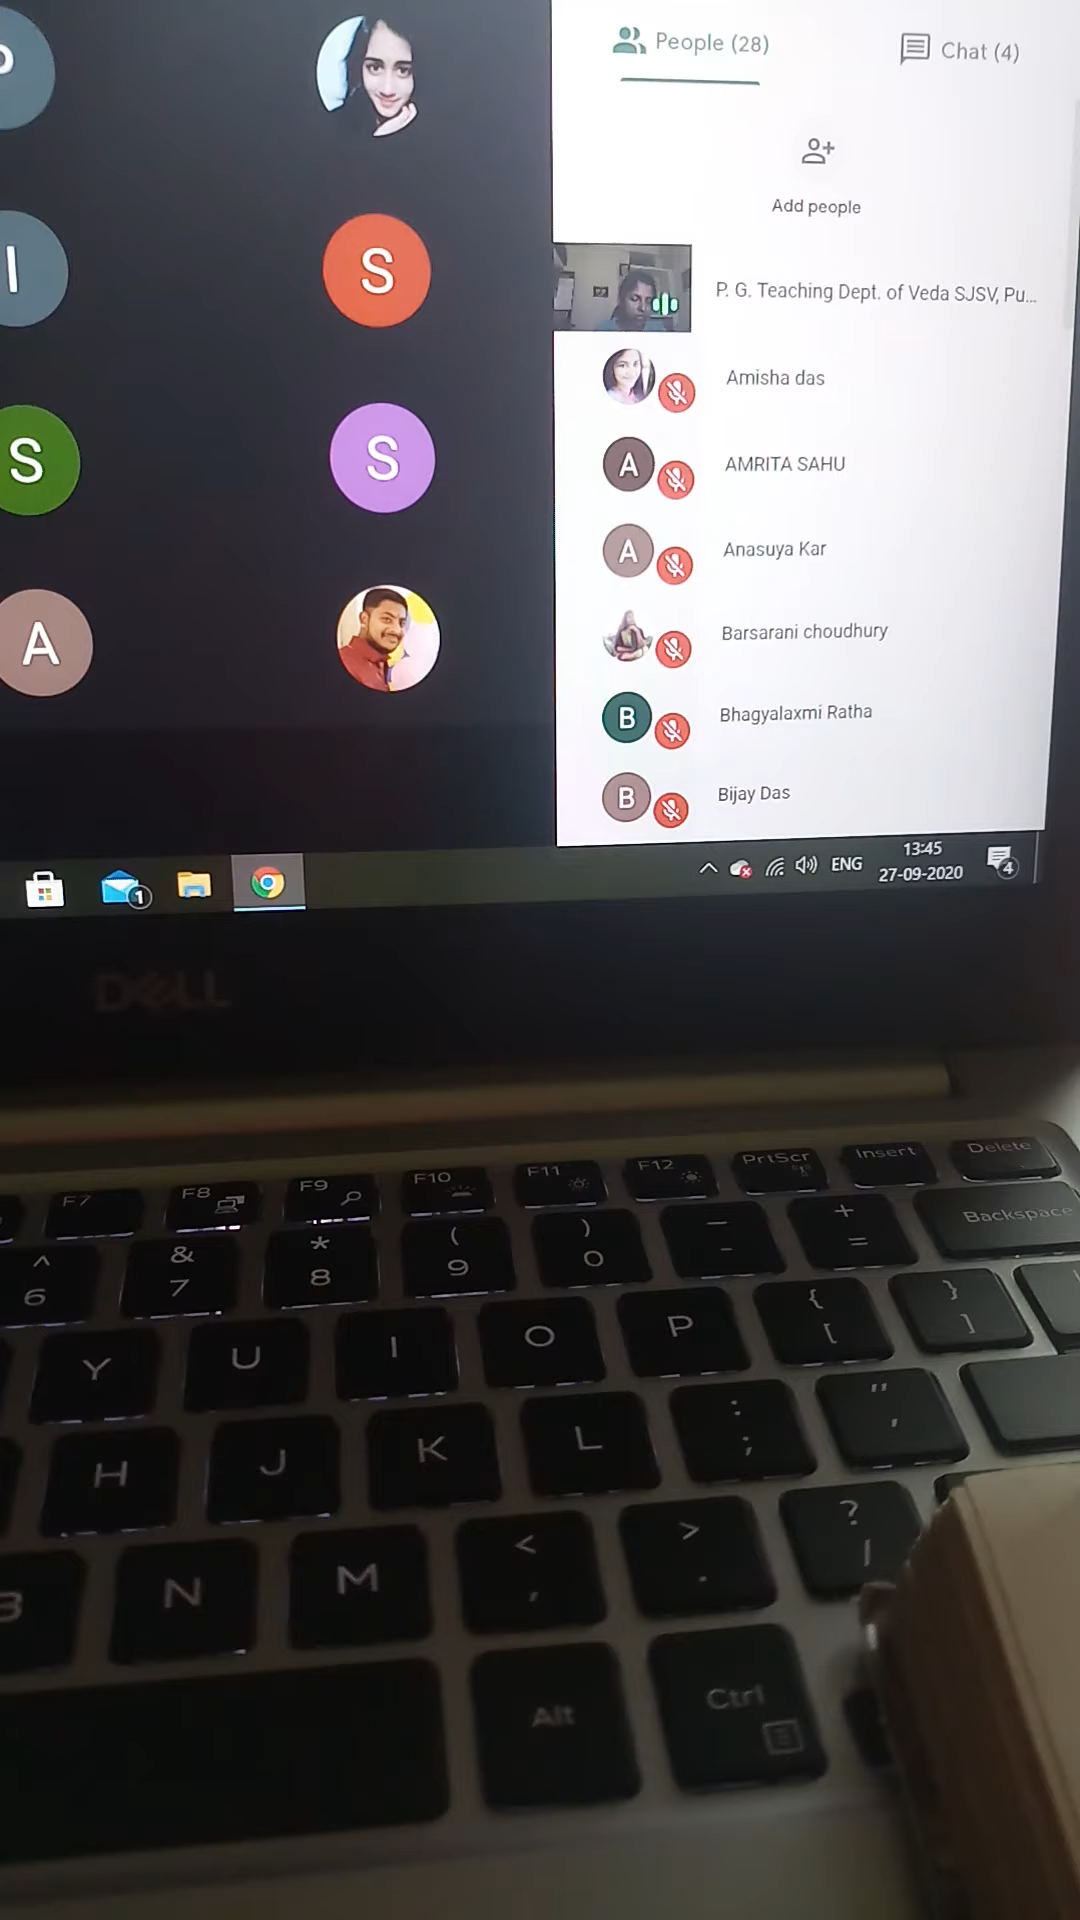 People (28)
Chat (4)
Add people
P. G. Teaching Dept. of Veda SJSV, Pu...
Amisha das
A AMRITA SAHU
A Anasuya Kar
Barsarani choudhury
B Bhagyalaxmi Ratha
B Bijay Das
I S
S S
A
1
ENG
13:45
27-09-2020
4
DELL
F7 F8 F9 F10 F11 F12 PrtScr Insert Delete
^ & * ( ) _ +
6 7 8 9 0 - = Backspace
Y U I O P { [ } ]
H J K L : ; " '
B N M < , > . ? /
Alt Ctrl